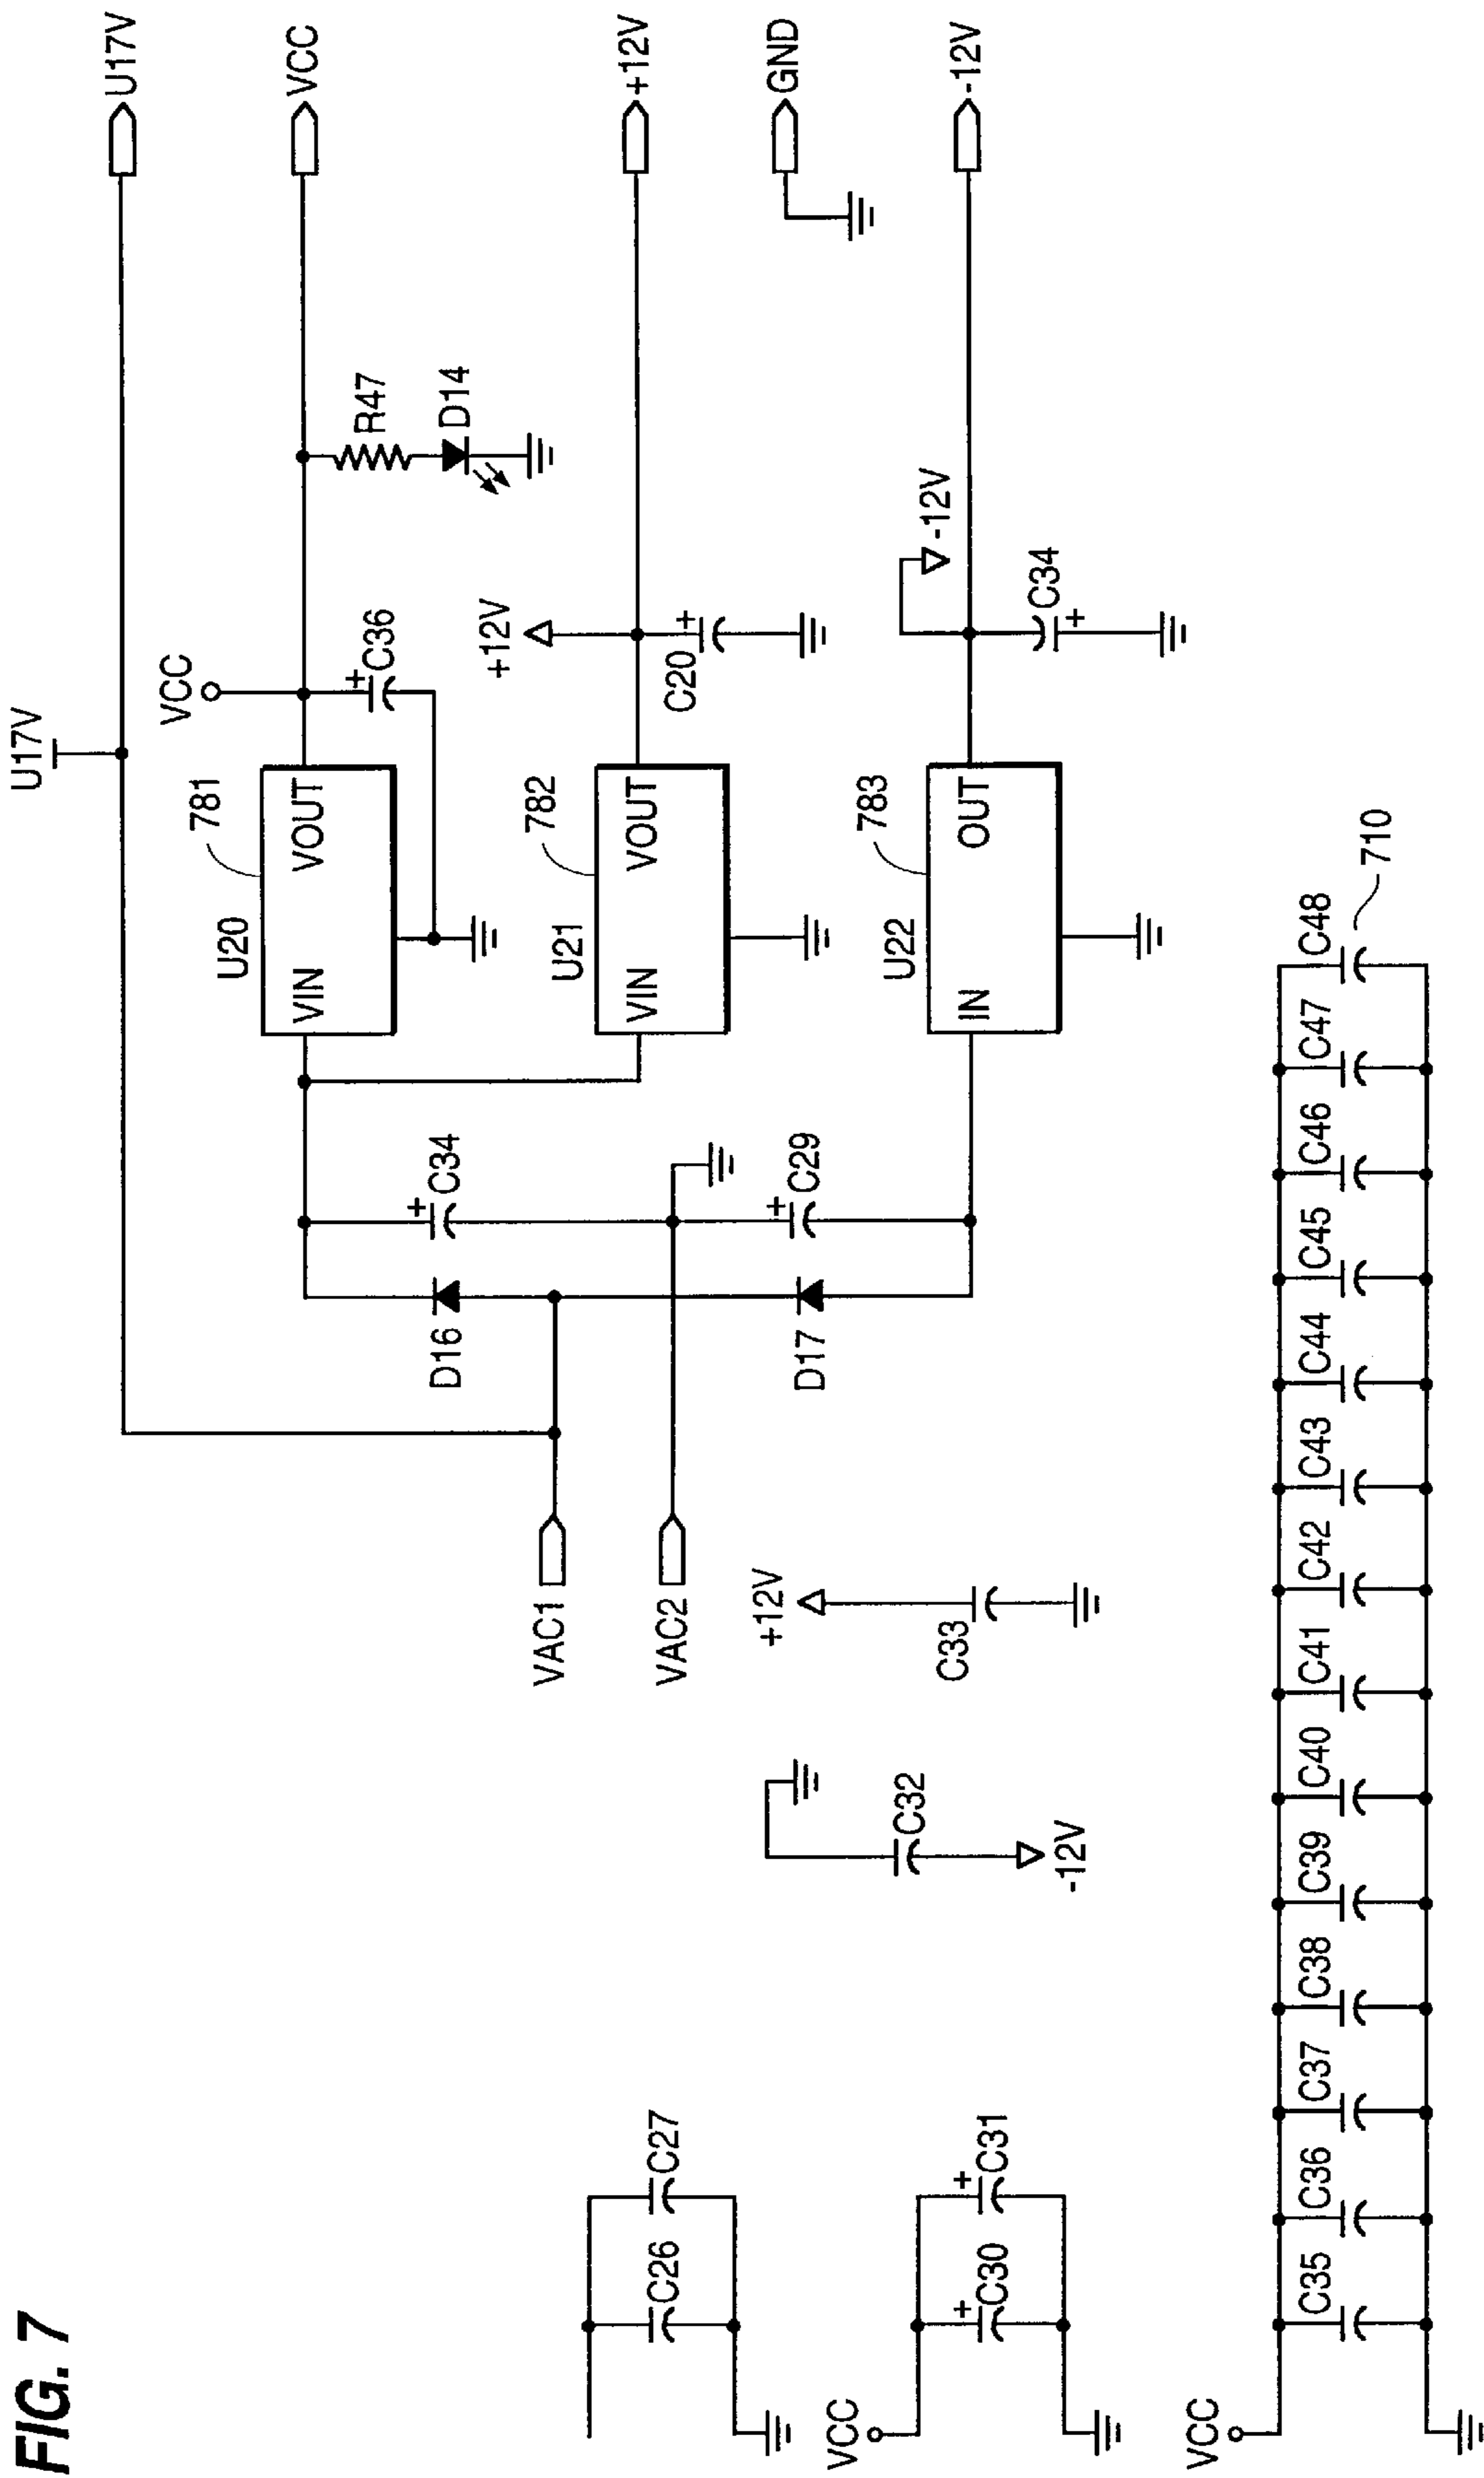 FIG. 7
U17V
U17V
VCC
VCC
U20
781
VIN
VOUT
+
C36
R47
D14
+12V
+12V
U21
782
VIN
VOUT
C20
+
GND
-12V
-12V
U22
783
IN
OUT
C34
+
D16
+
C34
D17
+
C29
VAC1
VAC2
+12V
C33
C32
-12V
C26
C27
VCC
+
C30
+
C31
VCC
C35
C36
C37
C38
C39
C40
C41
C42
C43
C44
C45
C46
C47
C48
710